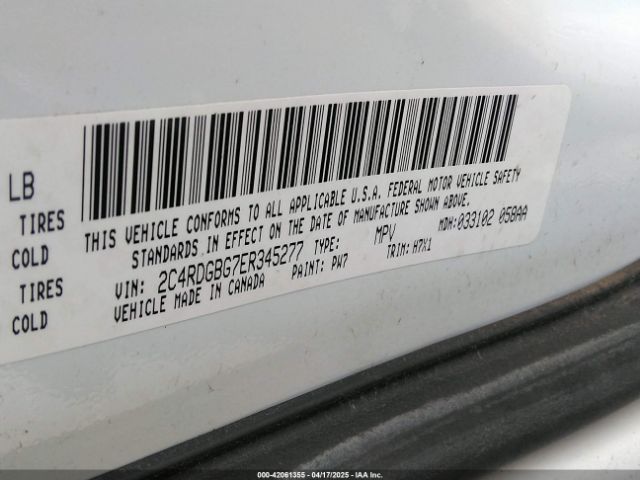 LB
TIRES
COLD
TIRES
COLD
THIS VEHICLE CONFORMS TO ALL APPLICABLE U.S.A. FEDERAL MOTOR VEHICLE SAFETY
STANDARDS IN EFFECT ON THE DATE OF MANUFACTURE SHOWN ABOVE.
MDH:033102 05BAA
VIN: 2C4RDGBG7ER345277 TYPE: MPV
VEHICLE MADE IN CANADA PAINT: PW7 TRIM: H7X1
000-42061355 - 04/17/2025 - IAA Inc.